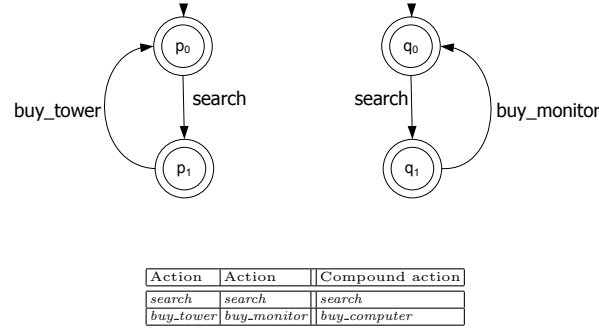 p₀ q₀
search search
buy_tower buy_monitor
p₁ q₁
Action Action Compound action
search search search
buy_tower buy_monitor buy_computer